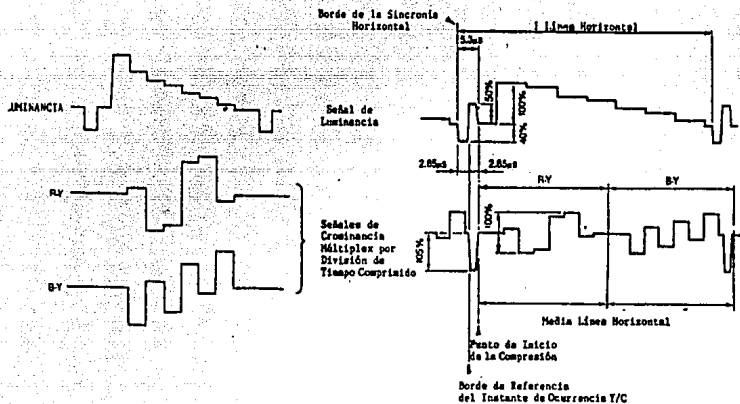 Borde de la Sincronía
Horizontal
1 Línea Horizontal
5.3µs
LUMINANCIA
Señal de
Luminancia
50%
100%
40%
2.65µs
2.65µs
R-Y
B-Y
R-Y
Señales de
Crominancia
Múltiplex por
División de
Tiempo Comprimido
105%
100%
B-Y
Media Línea Horizontal
Punto de Inicio
de la Compresión
Borde de Referencia
del Instante de Ocurrencia Y/C